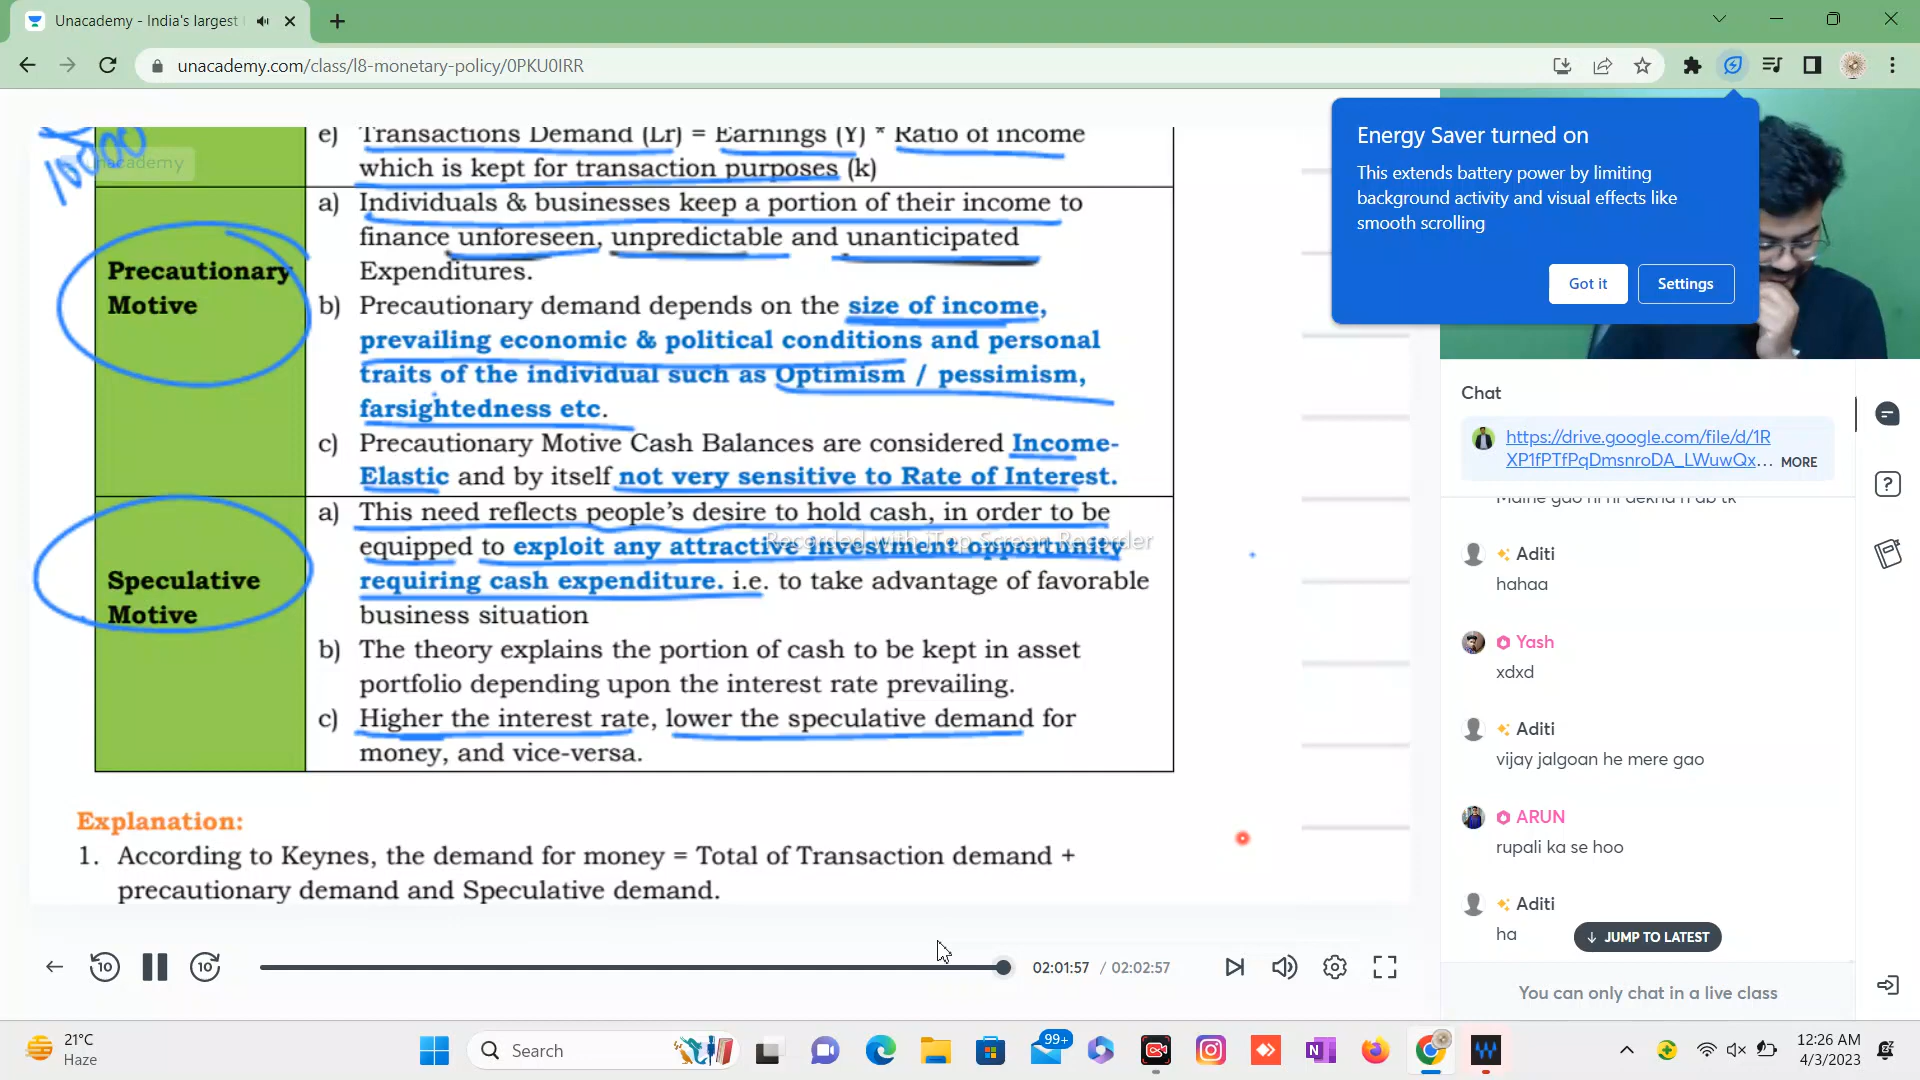 Unacademy - India's largest
unacademy.com/class/l8-monetary-policy/0PKU0IRR
10000
unacademy
e) Transactions Demand (Lr) = Earnings (Y) * Ratio of income
which is kept for transaction purposes (k)
Precautionary
Motive
a) Individuals & businesses keep a portion of their income to
finance unforeseen, unpredictable and unanticipated
Expenditures.
b) Precautionary demand depends on the size of income,
prevailing economic & political conditions and personal
traits of the individual such as Optimism / pessimism,
farsightedness etc.
c) Precautionary Motive Cash Balances are considered Income-
Elastic and by itself not very sensitive to Rate of Interest.
Speculative
Motive
a) This need reflects people's desire to hold cash, in order to be
equipped to exploit any attractive investment opportunity
requiring cash expenditure. i.e. to take advantage of favorable
business situation
b) The theory explains the portion of cash to be kept in asset
portfolio depending upon the interest rate prevailing.
c) Higher the interest rate, lower the speculative demand for
money, and vice-versa.
Recorded with iTop Screen Recorder
Explanation:
1. According to Keynes, the demand for money = Total of Transaction demand +
precautionary demand and Speculative demand.
10
10
02:01:57 / 02:02:57
Energy Saver turned on
This extends battery power by limiting
background activity and visual effects like
smooth scrolling
Got it
Settings
Chat
https://drive.google.com/file/d/1R
XP1fPTfPqDmsnroDA_LWuwQx... MORE
Aditi
hahaa
Yash
xdxd
Aditi
vijay jalgoan he mere gao
ARUN
rupali ka se hoo
Aditi
ha
JUMP TO LATEST
You can only chat in a live class
21°C
Haze
Search
99+
12:26 AM
4/3/2023